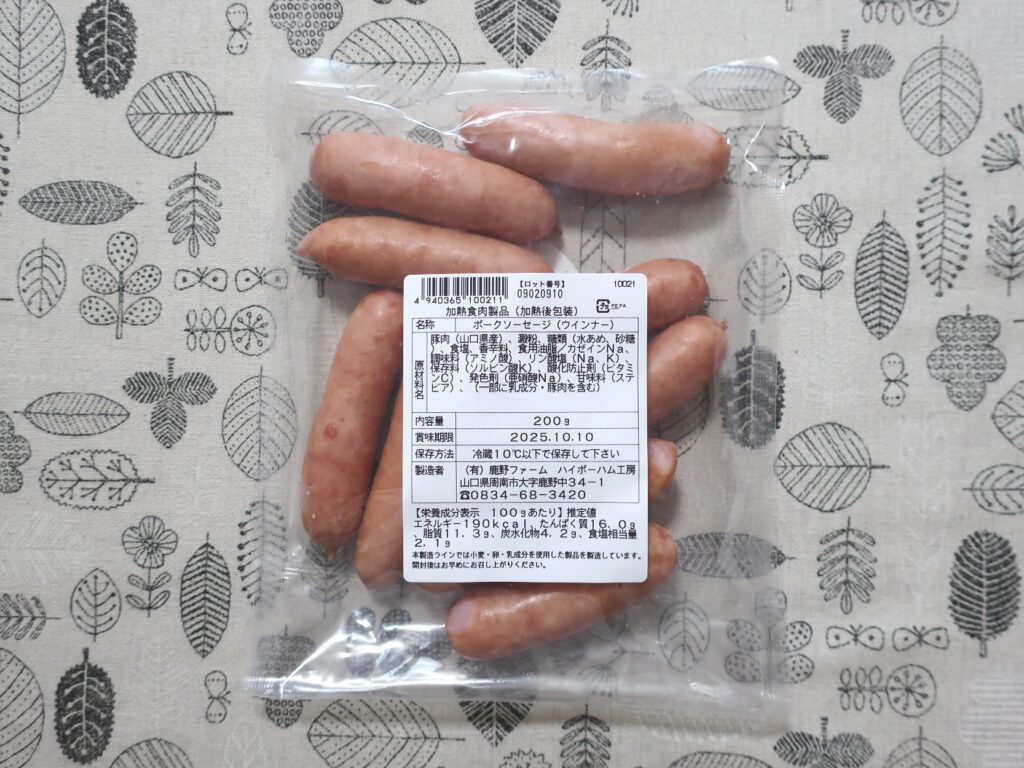 【ロット番号】 10021
4 940365 100211 09020910
プラ PE,PA
加熱食肉製品（加熱後包装）
名称 ポークソーセージ（ウインナー）
原材料名
豚肉（山口県産）、澱粉、糖類（水あめ、砂糖
）、食塩、香辛料、食用油脂／カゼインＮａ、
調味料（アミノ酸）、リン酸塩（Ｎａ、Ｋ）、
保存料（ソルビン酸Ｋ）、酸化防止剤（ビタミ
ンＣ）、発色剤（亜硝酸Ｎａ）、甘味料（ステ
ビア）、（一部に乳成分・豚肉を含む）
内容量 ２００ｇ
賞味期限 ２０２５.１０.１０
保存方法 冷蔵１０℃以下で保存して下さい
製造者 （有）鹿野ファーム ハイポーハム工房
山口県周南市大字鹿野中３４－１
☎０８３４－６８－３４２０
【栄養成分表示 １００ｇあたり】推定値
エネルギー１９０ｋｃａｌ、たんぱく質１６.０ｇ
、脂質１１.３ｇ、炭水化物４.２ｇ、食塩相当量
２.１ｇ
本製造ラインでは小麦・卵・乳成分を使用した製品を製造しています。
開封後はお早めにお召し上がりください。